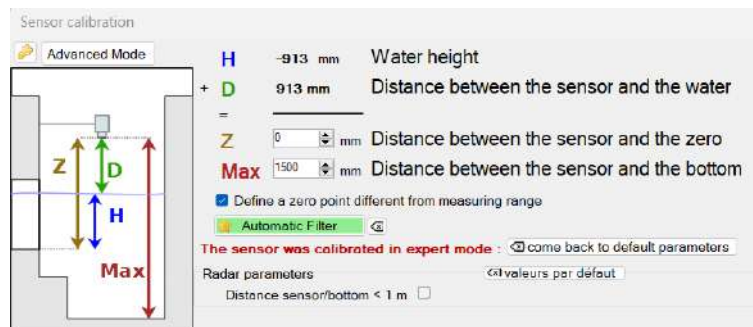 Sensor calibration
Advanced Mode
H -913 mm Water height
+ D 913 mm Distance between the sensor and the water
=
Z 0 mm Distance between the sensor and the zero
Max 1500 mm Distance between the sensor and the bottom
Define a zero point different from measuring range
Automatic Filter
The sensor was calibrated in expert mode : come back to default parameters
Radar parameters valeurs par défaut
Distance sensor/bottom < 1 m
Z D
H
Max